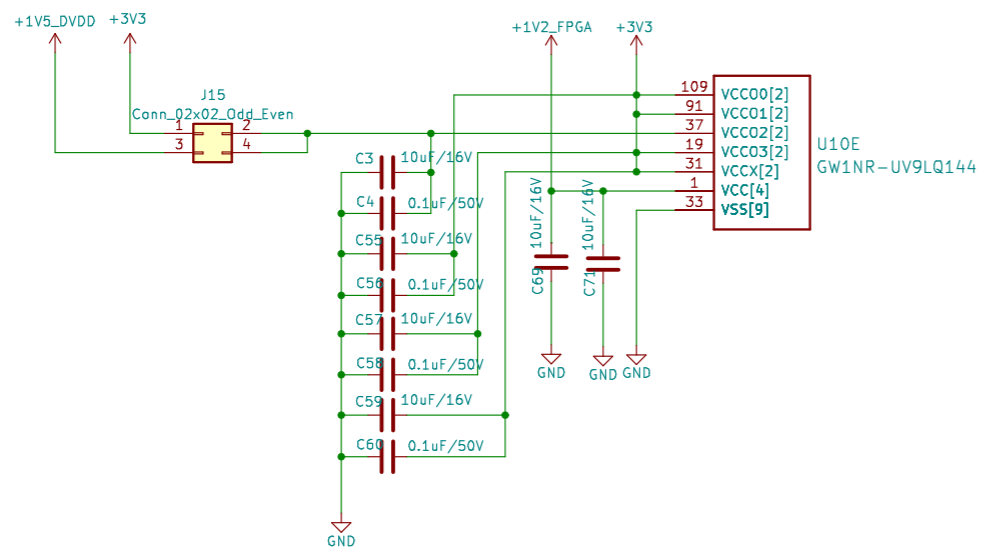 +1V5_DVDD
+3V3
+1V2_FPGA
+3V3
J15
Conn_02x02_Odd_Even
1
2
3
4
109
VCCO0[2]
91
VCCO1[2]
37
VCCO2[2]
19
VCCO3[2]
31
VCCX[2]
1
VCC[4]
33
VSS[9]
U10E
GW1NR-UV9LQ144
C3
10uF/16V
C4
0.1uF/50V
C55
10uF/16V
C56
0.1uF/50V
C57
10uF/16V
C58
0.1uF/50V
C59
10uF/16V
C60
0.1uF/50V
10uF/16V
C69
10uF/16V
C71
GND
GND
GND
GND